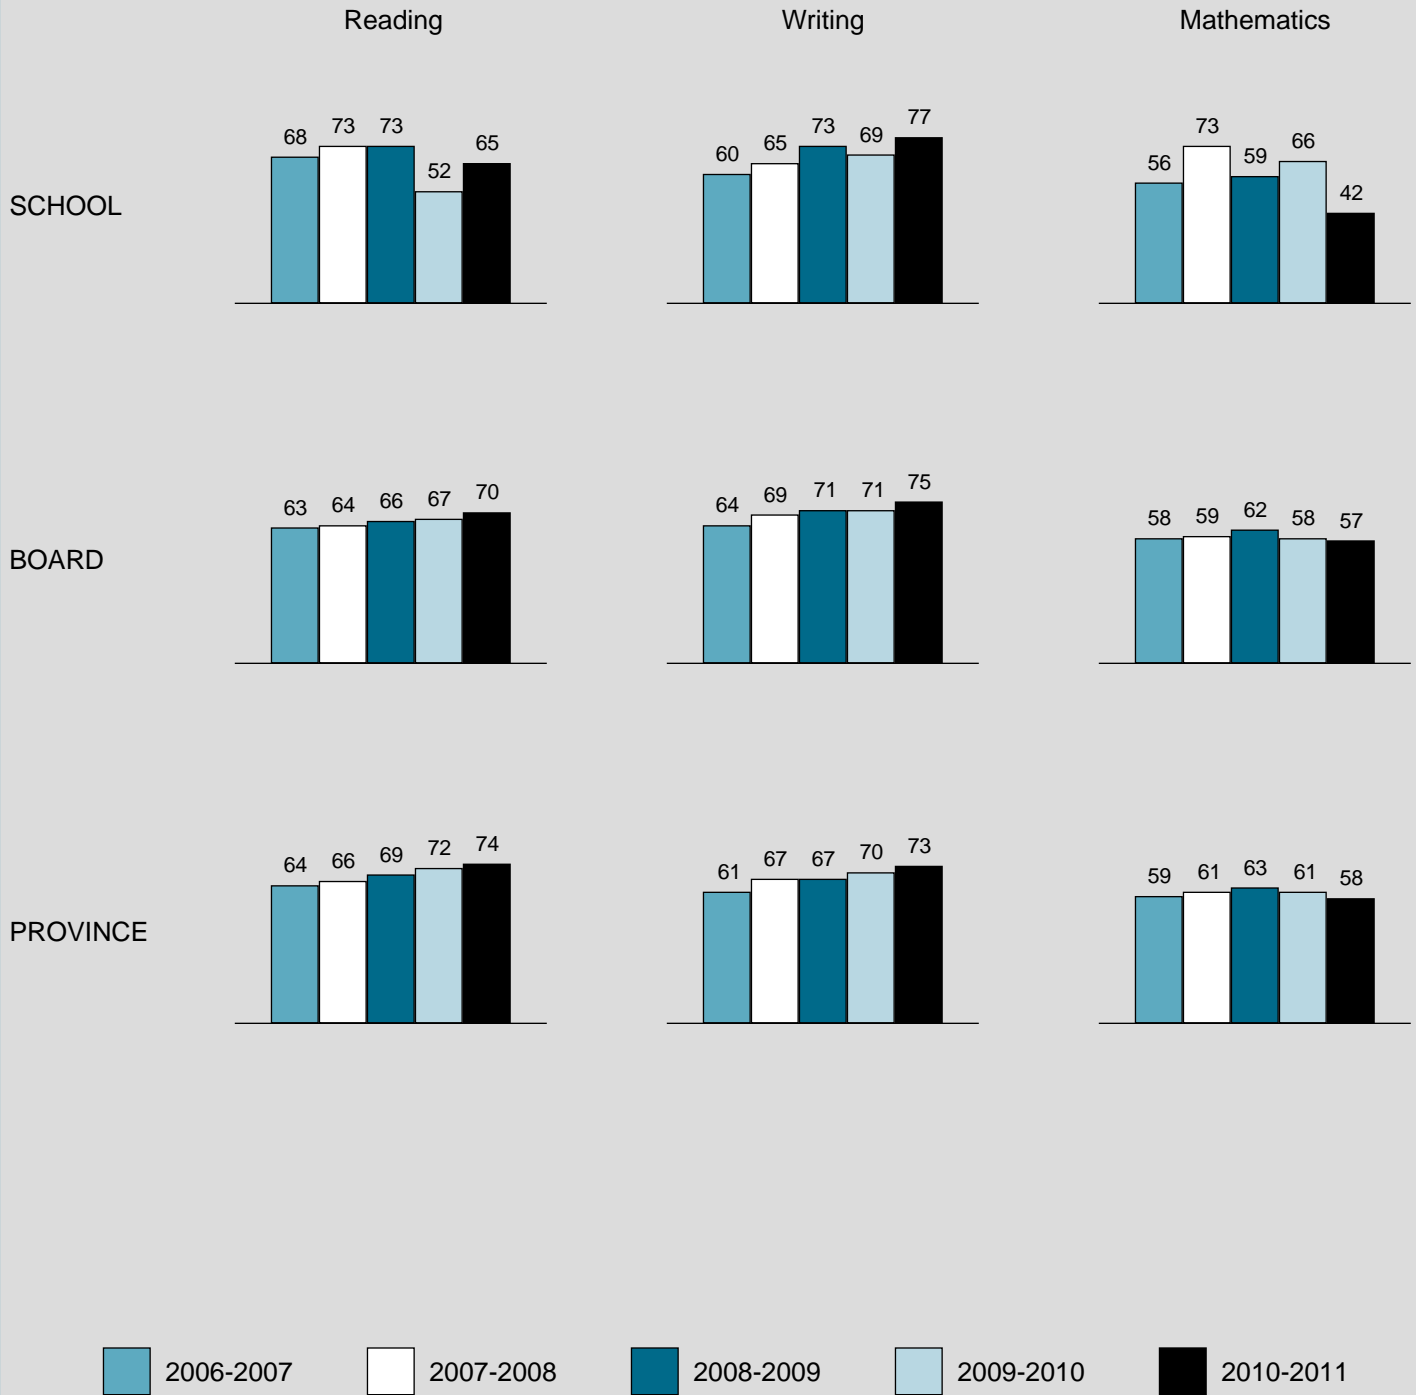 Reading Writing Mathematics
SCHOOL
68 73 73 52 65
60 65 73 69 77
56 73 59 66 42
BOARD
63 64 66 67 70
64 69 71 71 75
58 59 62 58 57
PROVINCE
64 66 69 72 74
61 67 67 70 73
59 61 63 61 58
2006-2007 2007-2008 2008-2009 2009-2010 2010-2011